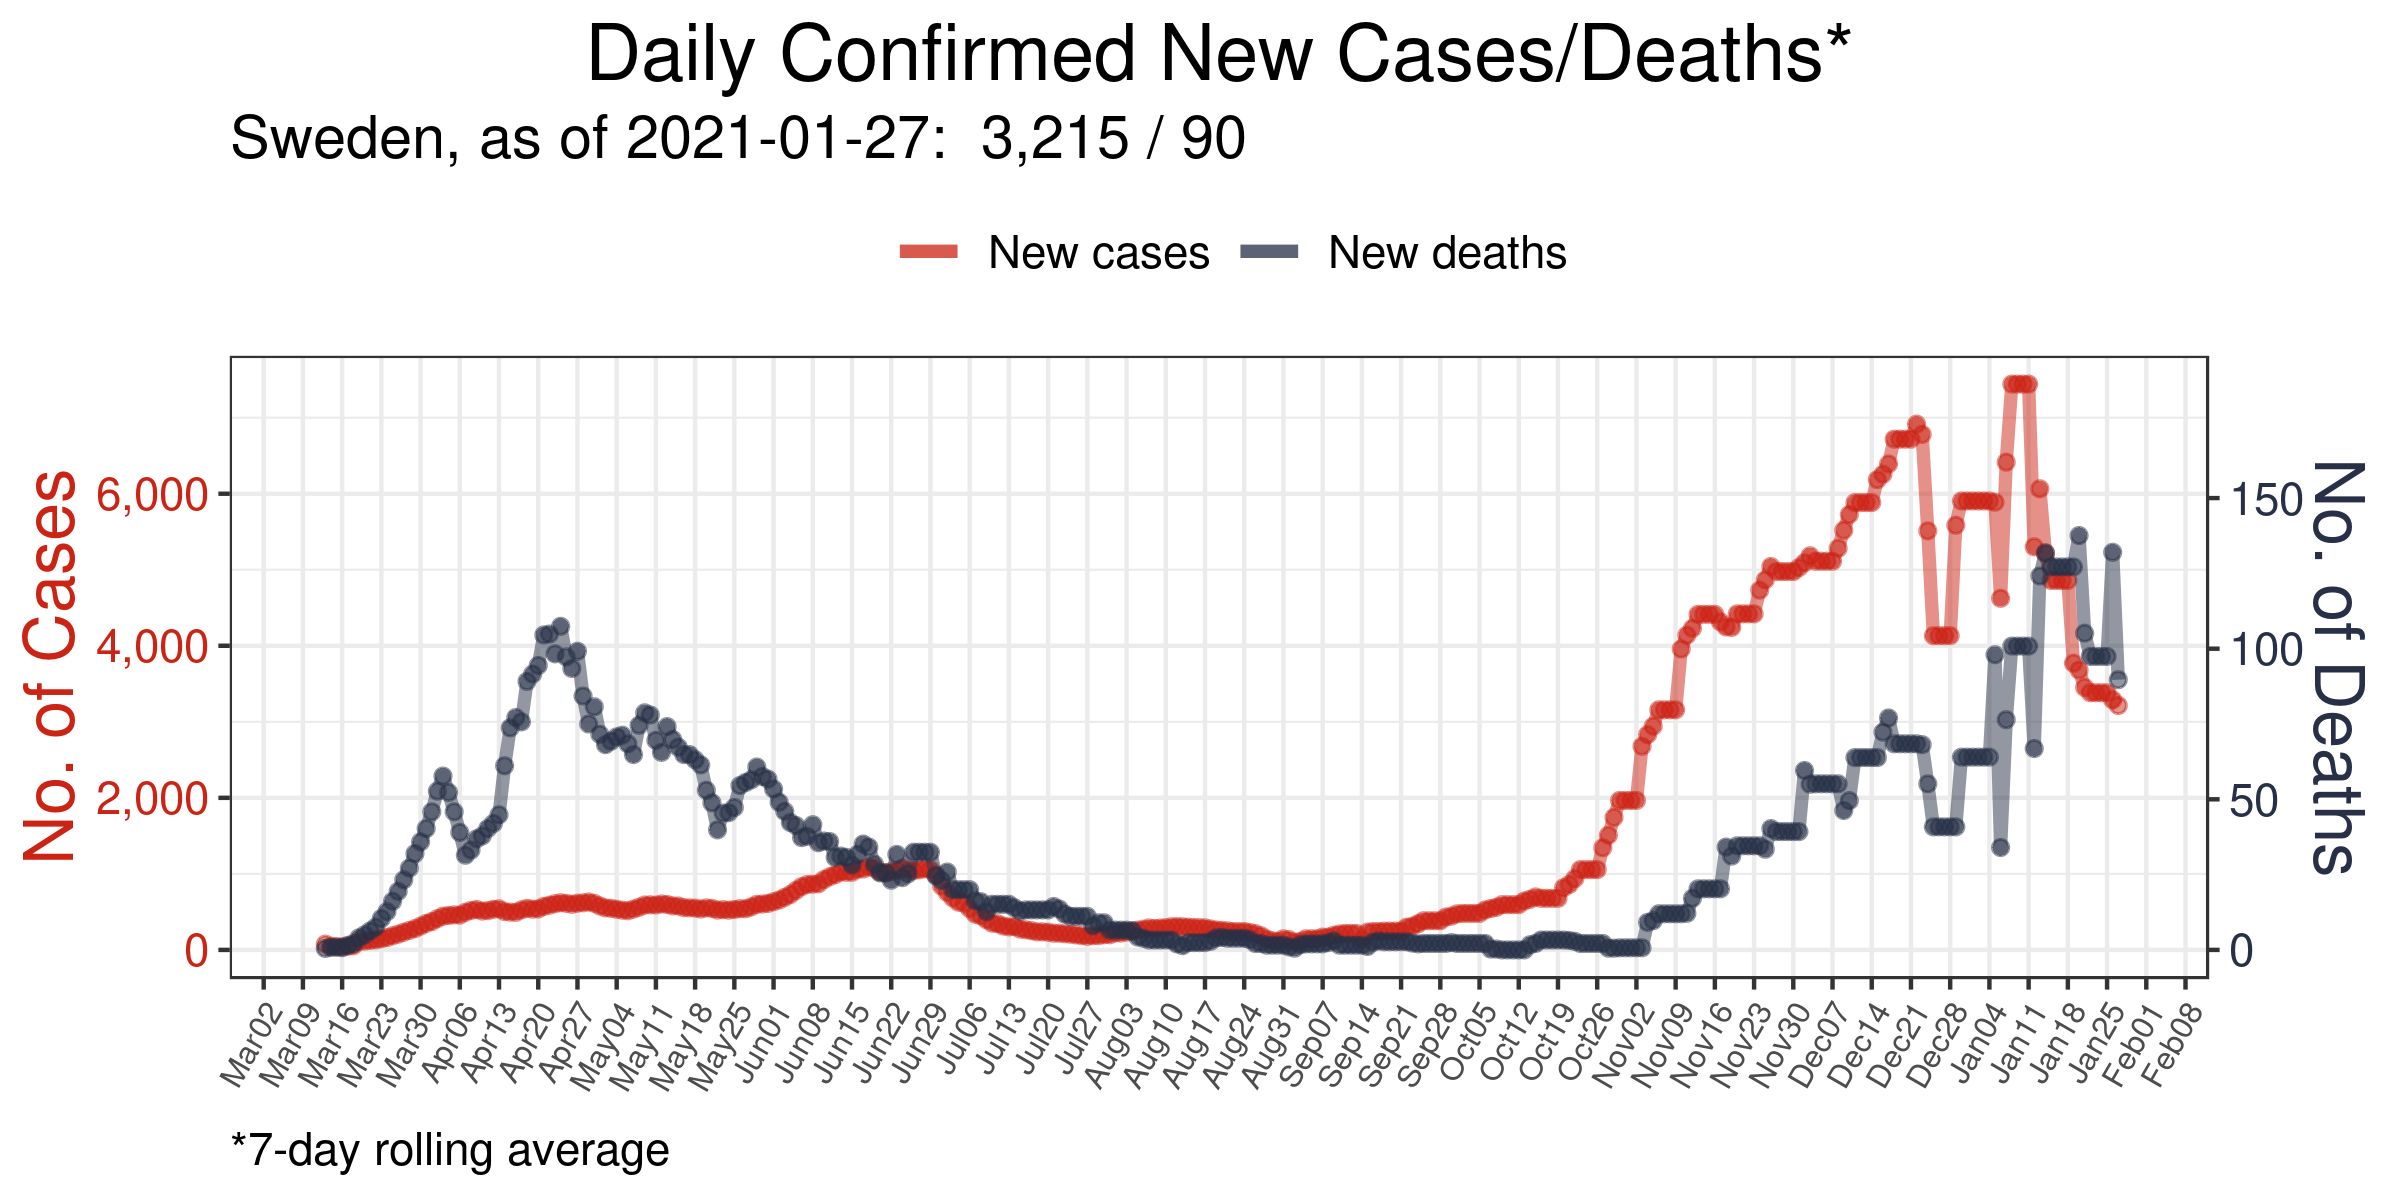 Daily Confirmed New Cases/Deaths*
Sweden, as of 2021-01-27:  3,215 / 90
New cases
New deaths
No. of Cases
6,000
4,000
2,000
0
150
100
50
0
No. of Deaths
Mar02
Mar09
Mar16
Mar23
Mar30
Apr06
Apr13
Apr20
Apr27
May04
May11
May18
May25
Jun01
Jun08
Jun15
Jun22
Jun29
Jul06
Jul13
Jul20
Jul27
Aug03
Aug10
Aug17
Aug24
Aug31
Sep07
Sep14
Sep21
Sep28
Oct05
Oct12
Oct19
Oct26
Nov02
Nov09
Nov16
Nov23
Nov30
Dec07
Dec14
Dec21
Dec28
Jan04
Jan11
Jan18
Jan25
Feb01
Feb08
*7-day rolling average